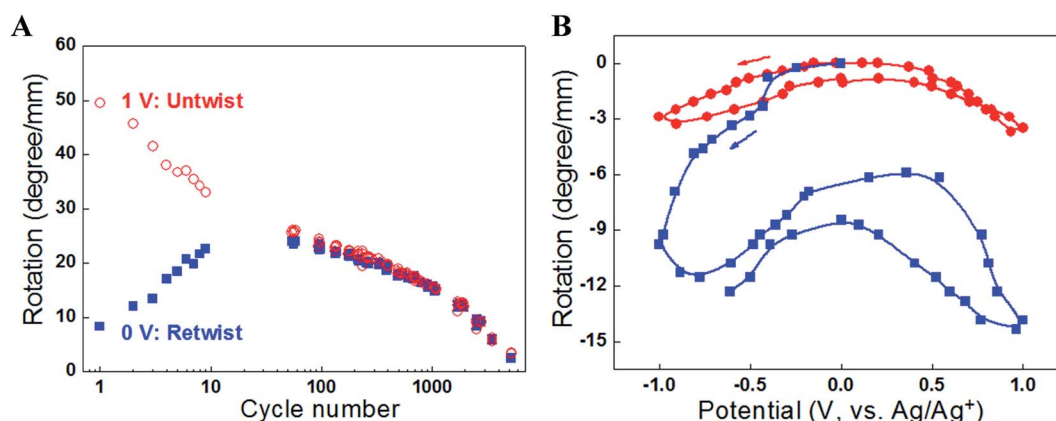 A
B
60
50
40
30
20
10
0
Rotation (degree/mm)
1 V: Untwist
0 V: Retwist
1 10 100 1000
Cycle number
0
-3
-6
-9
-12
-15
Rotation (degree/mm)
-1.0 -0.5 0.0 0.5 1.0
Potential (V, vs. Ag/Ag⁺)